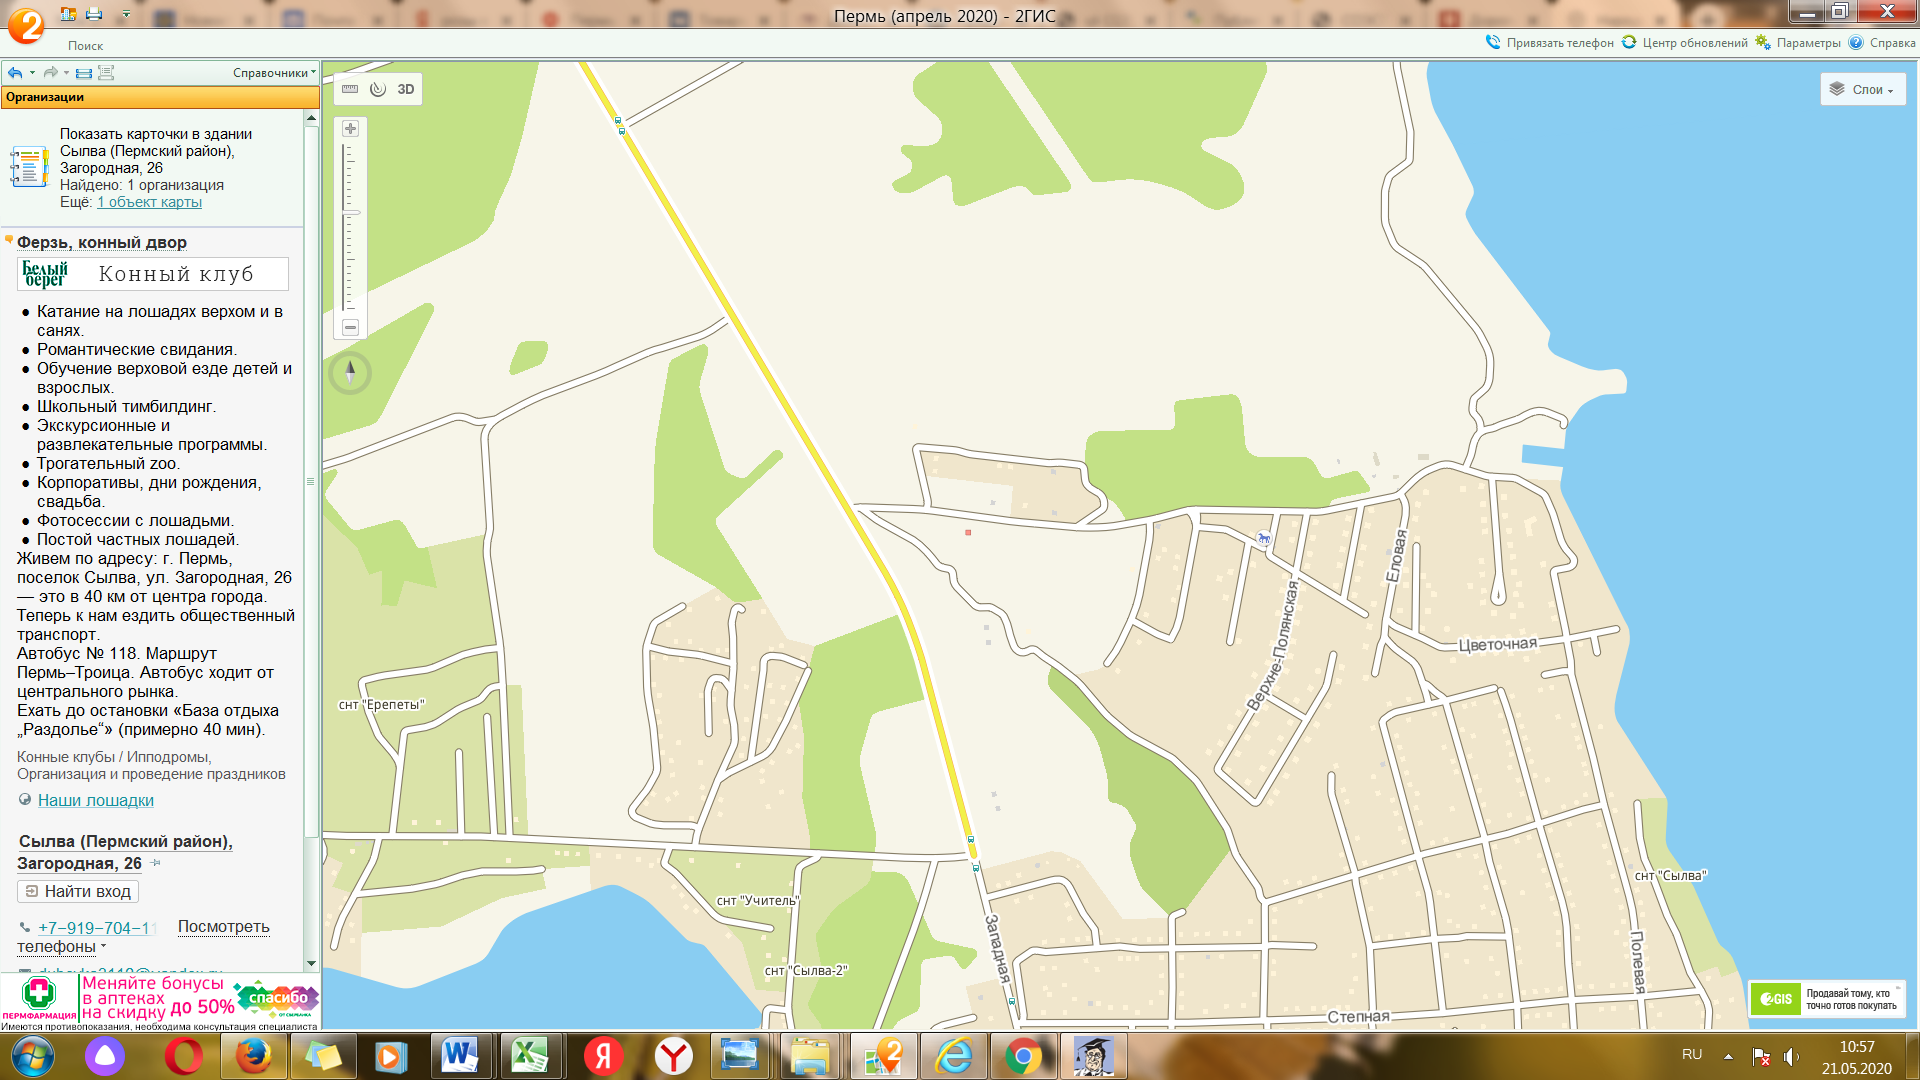 Пермь (апрель 2020) - 2ГИС
Поиск
Привязать телефон
Центр обновлений
Параметры
Справка
Справочники
Организации
Показать карточки в здании
Сылва (Пермский район),
Загородная, 26
Найдено: 1 организация
Ещё: 1 объект карты
Ферзь, конный двор
Белый берег
Конный клуб
● Катание на лошадях верхом и в
санях.
● Романтические свидания.
● Обучение верховой езде детей и
взрослых.
● Школьный тимбилдинг.
● Экскурсионные и
развлекательные программы.
● Трогательный zoo.
● Корпоративы, дни рождения,
свадьба.
● Фотосессии с лошадьми.
● Постой частных лошадей.
Живем по адресу: г. Пермь,
поселок Сылва, ул. Загородная, 26
— это в 40 км от центра города.
Теперь к нам ездить общественный
транспорт.
Автобус № 118. Маршрут
Пермь–Троица. Автобус ходит от
центрального рынка.
Ехать до остановки «База отдыха
„Раздолье“» (примерно 40 мин).
Конные клубы / Ипподромы,
Организация и проведение праздников
Наши лошадки
Сылва (Пермский район),
Загородная, 26
Найти вход
+7–919–704–11
Посмотреть
телефоны
ПЕРМФАРМАЦИЯ
Меняйте бонусы
в аптеках
на скидку до 50%
спасибо
ОТ СБЕРБАНКА
Имеются противопоказания, необходима консультация специалиста
3D
Слои
Еловая
Верхне-Полянская
Цветочная
снт "Ерепеты"
снт "Учитель"
снт "Сылва-2"
снт "Сылва"
Западная
Полевая
Степная
2GIS
Продавай тому, кто
точно готов покупать
RU
10:57
21.05.2020